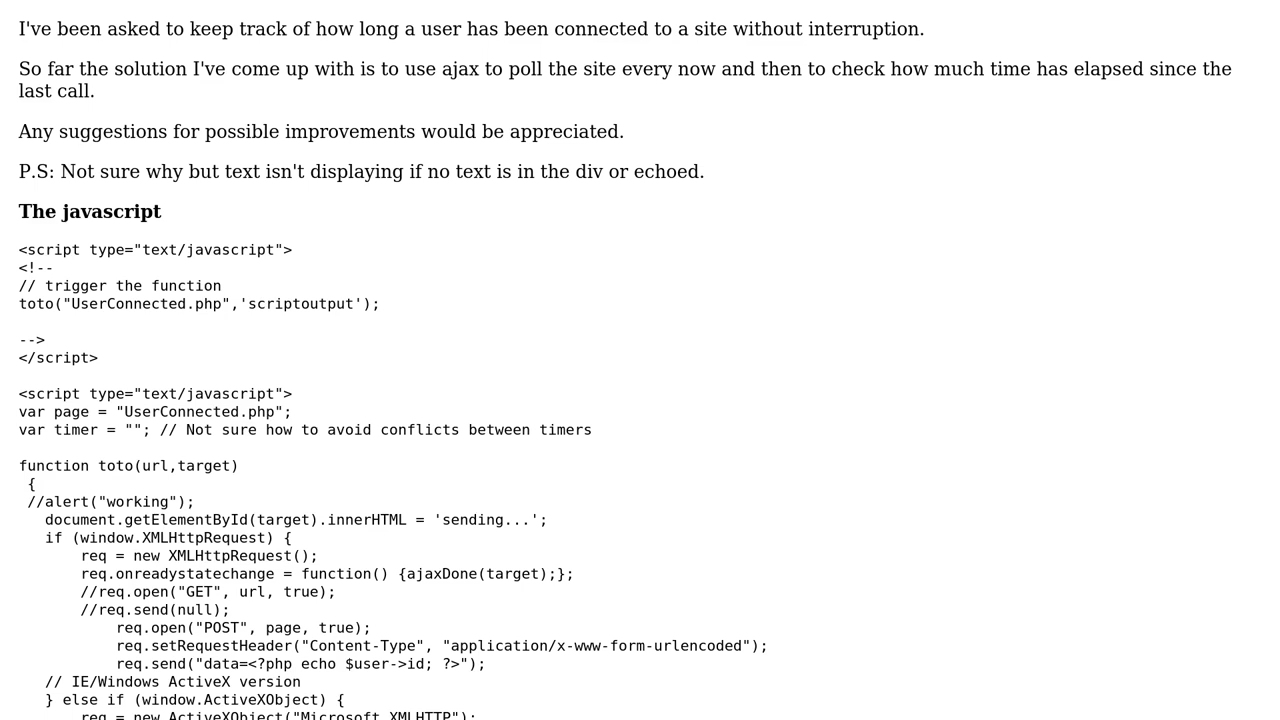 I've been asked to keep track of how long a user has been connected to a site without interruption.
So far the solution I've come up with is to use ajax to poll the site every now and then to check how much time has elapsed since the
last call.
Any suggestions for possible improvements would be appreciated.
P.S: Not sure why but text isn't displaying if no text is in the div or echoed.
The javascript
<script type="text/javascript">
<!--
// trigger the function
toto("UserConnected.php",'scriptoutput');
-->
</script>
<script type="text/javascript">
var page = "UserConnected.php";
var timer = ""; // Not sure how to avoid conflicts between timers
function toto(url,target)
 {
 //alert("working");
   document.getElementById(target).innerHTML = 'sending...';
   if (window.XMLHttpRequest) {
       req = new XMLHttpRequest();
       req.onreadystatechange = function() {ajaxDone(target);};
       //req.open("GET", url, true);
       //req.send(null);
           req.open("POST", page, true);
           req.setRequestHeader("Content-Type", "application/x-www-form-urlencoded");
           req.send("data=<?php echo $user->id; ?>");
   // IE/Windows ActiveX version
   } else if (window.ActiveXObject) {
       req = new ActiveXObject("Microsoft.XMLHTTP");